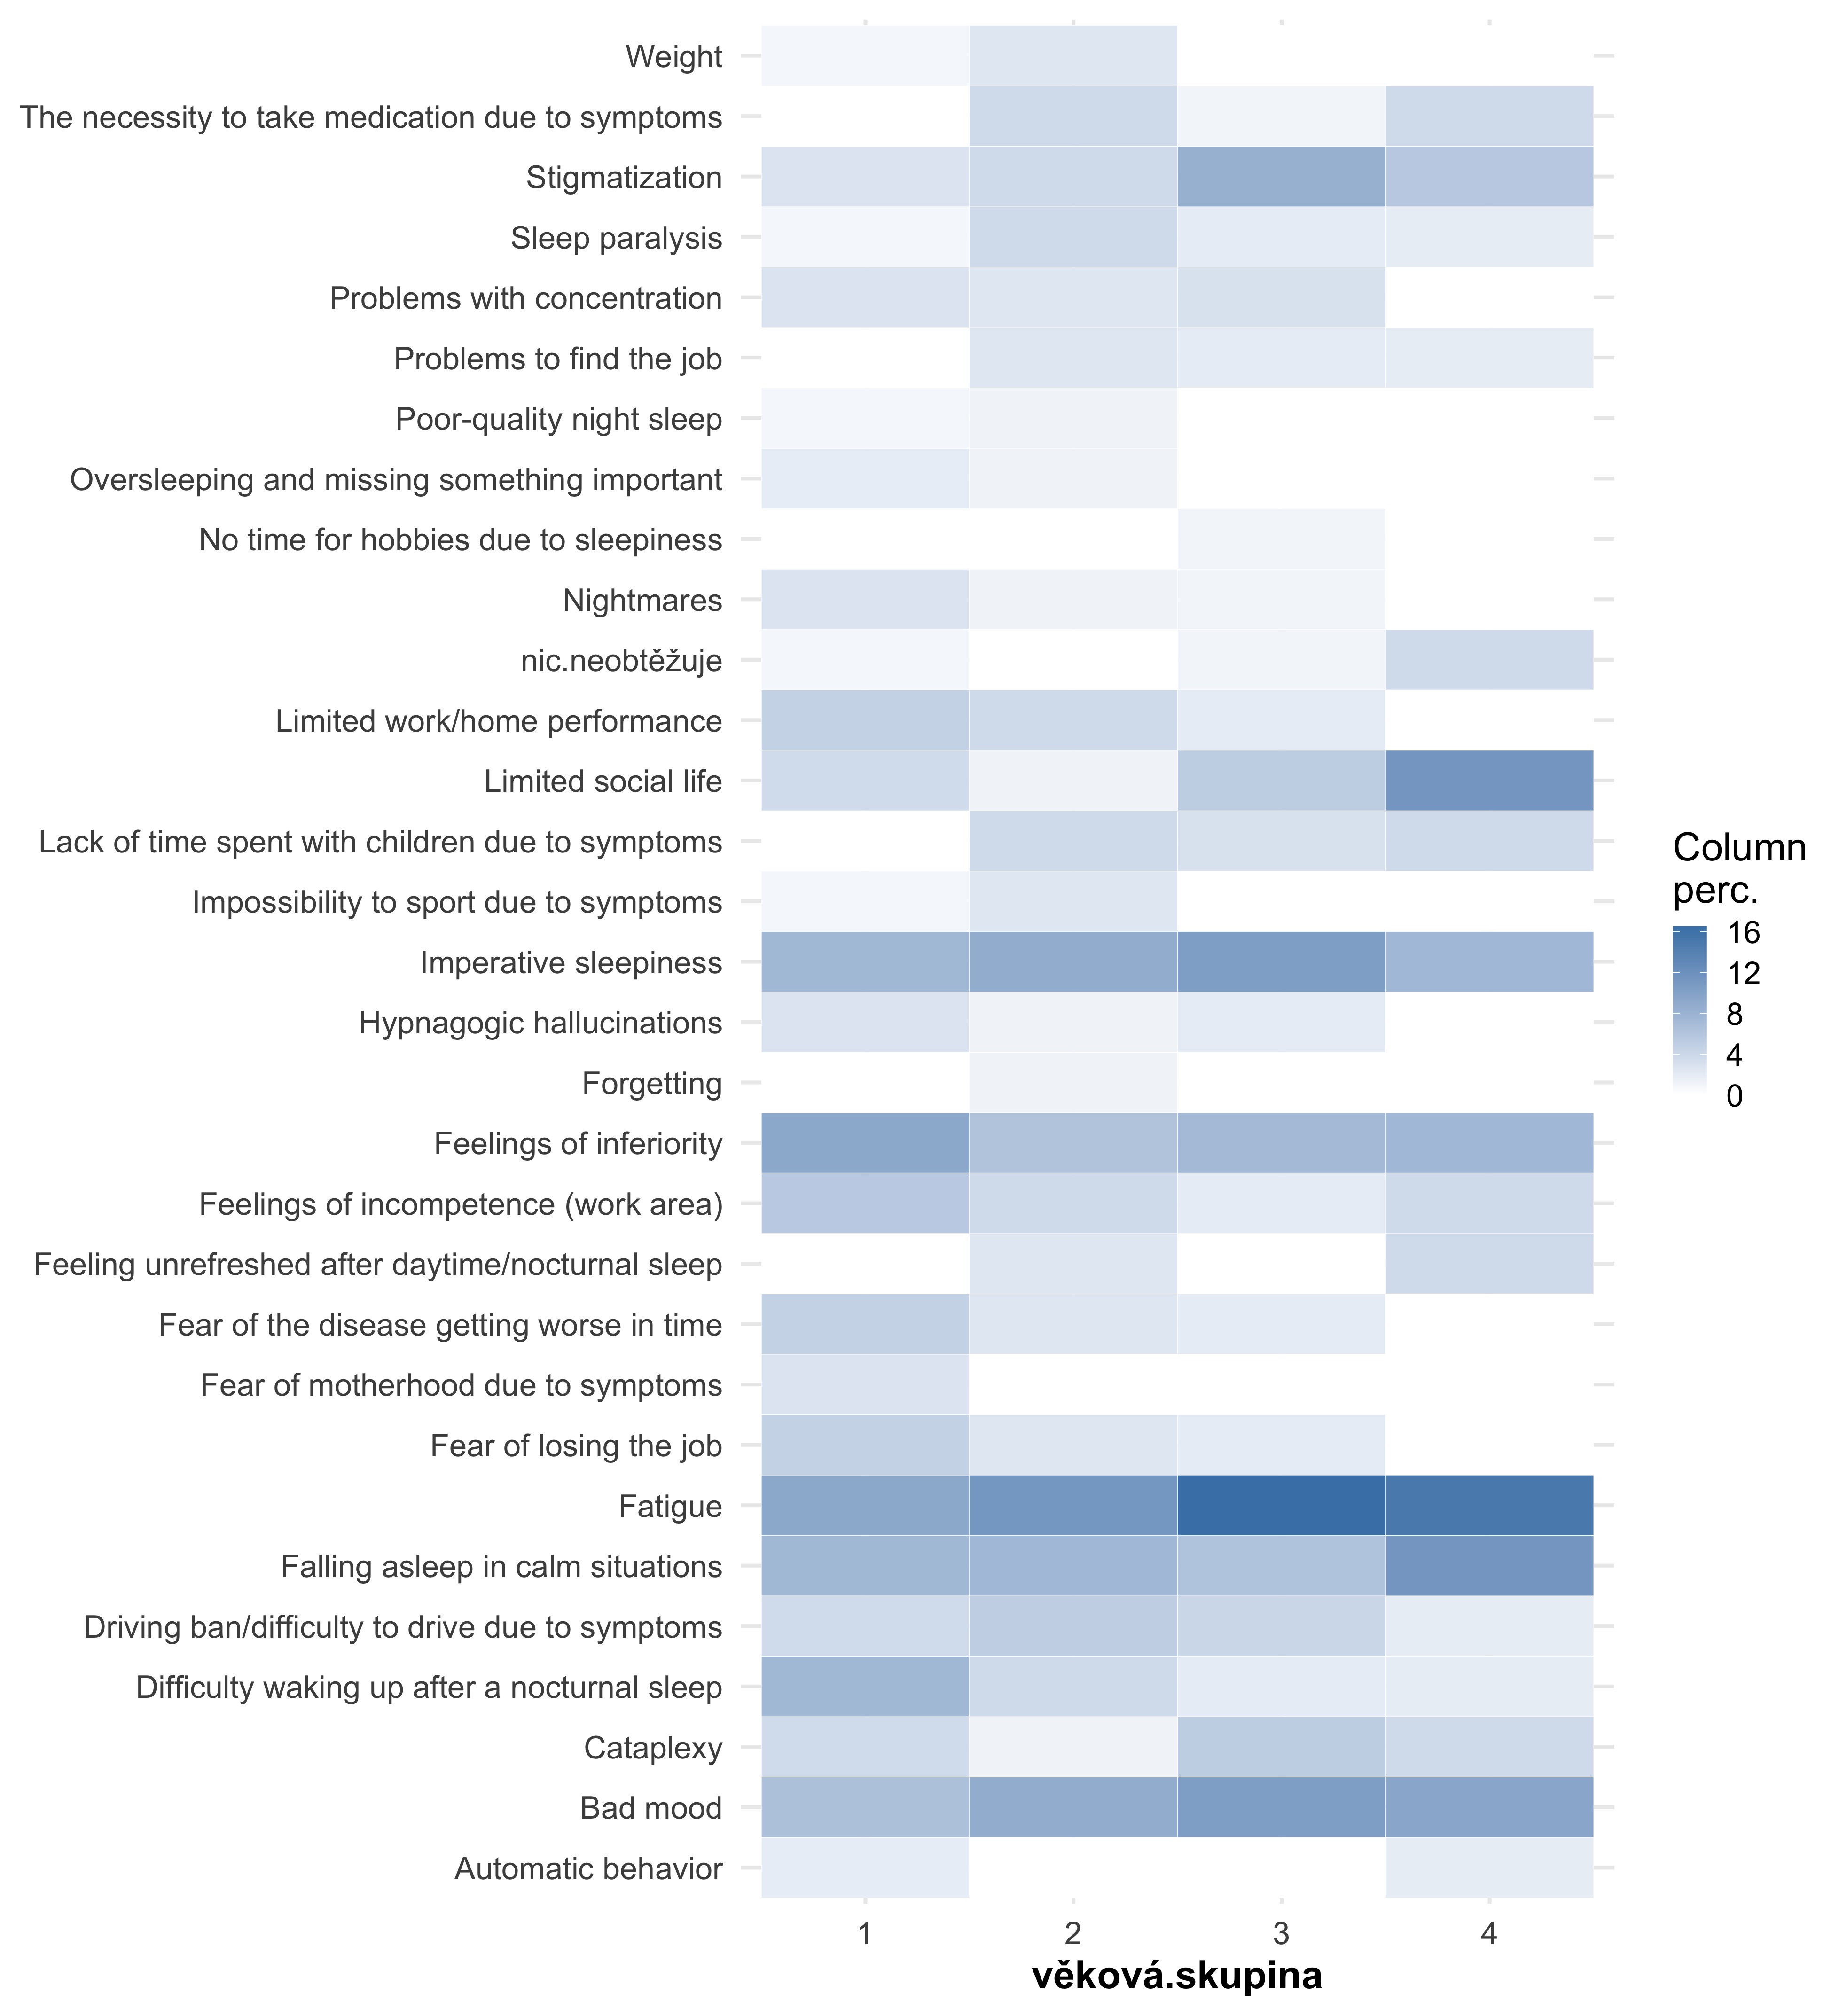 Weight
The necessity to take medication due to symptoms
Stigmatization
Sleep paralysis
Problems with concentration
Problems to find the job
Poor-quality night sleep
Oversleeping and missing something important
No time for hobbies due to sleepiness
Nightmares
nic.neobtěžuje
Limited work/home performance
Limited social life
Lack of time spent with children due to symptoms
Impossibility to sport due to symptoms
Imperative sleepiness
Hypnagogic hallucinations
Forgetting
Feelings of inferiority
Feelings of incompetence (work area)
Feeling unrefreshed after daytime/nocturnal sleep
Fear of the disease getting worse in time
Fear of motherhood due to symptoms
Fear of losing the job
Fatigue
Falling asleep in calm situations
Driving ban/difficulty to drive due to symptoms
Difficulty waking up after a nocturnal sleep
Cataplexy
Bad mood
Automatic behavior
1 2 3 4
věková.skupina
Column
perc.
16
12
8
4
0